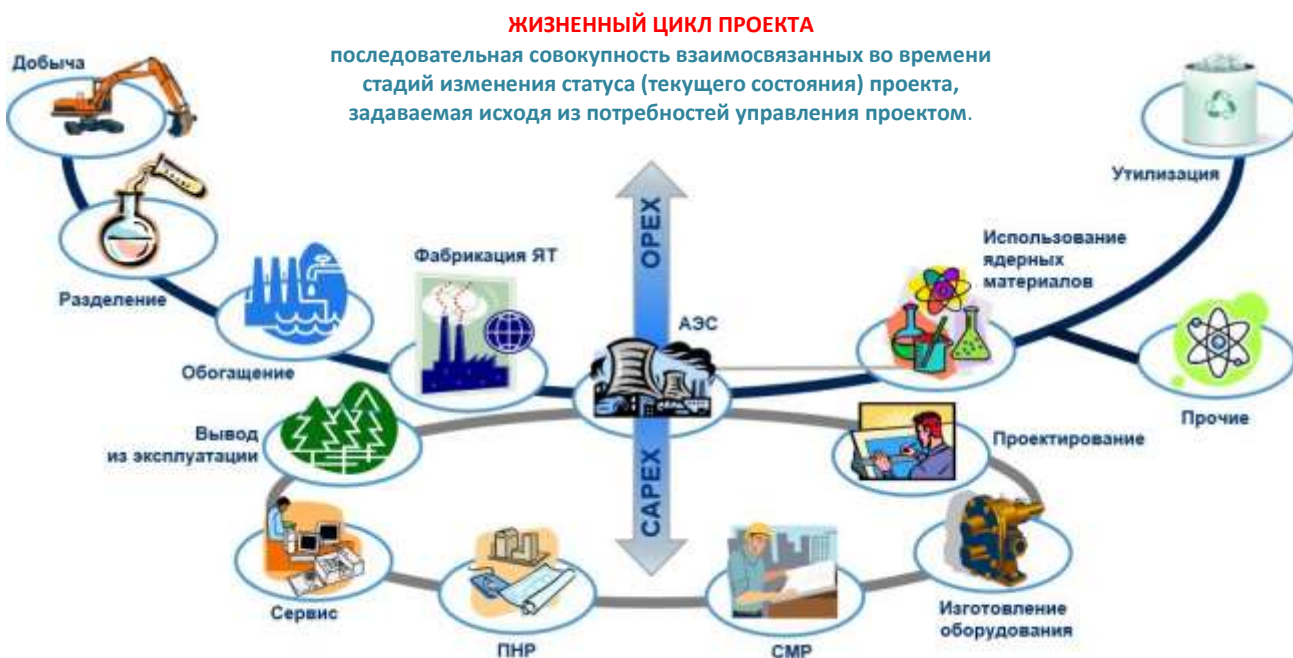 ЖИЗНЕННЫЙ ЦИКЛ ПРОЕКТА
последовательная совокупность взаимосвязанных во времени
стадий изменения статуса (текущего состояния) проекта,
задаваемая исходя из потребностей управления проектом.
Добыча
Разделение
Обогащение
Фабрикация ЯТ
OPEX
АЭС
CAPEX
Использование
ядерных
материалов
Утилизация
Прочие
Вывод
из эксплуатации
Проектирование
Сервис
ПНР
СМР
Изготовление
оборудования